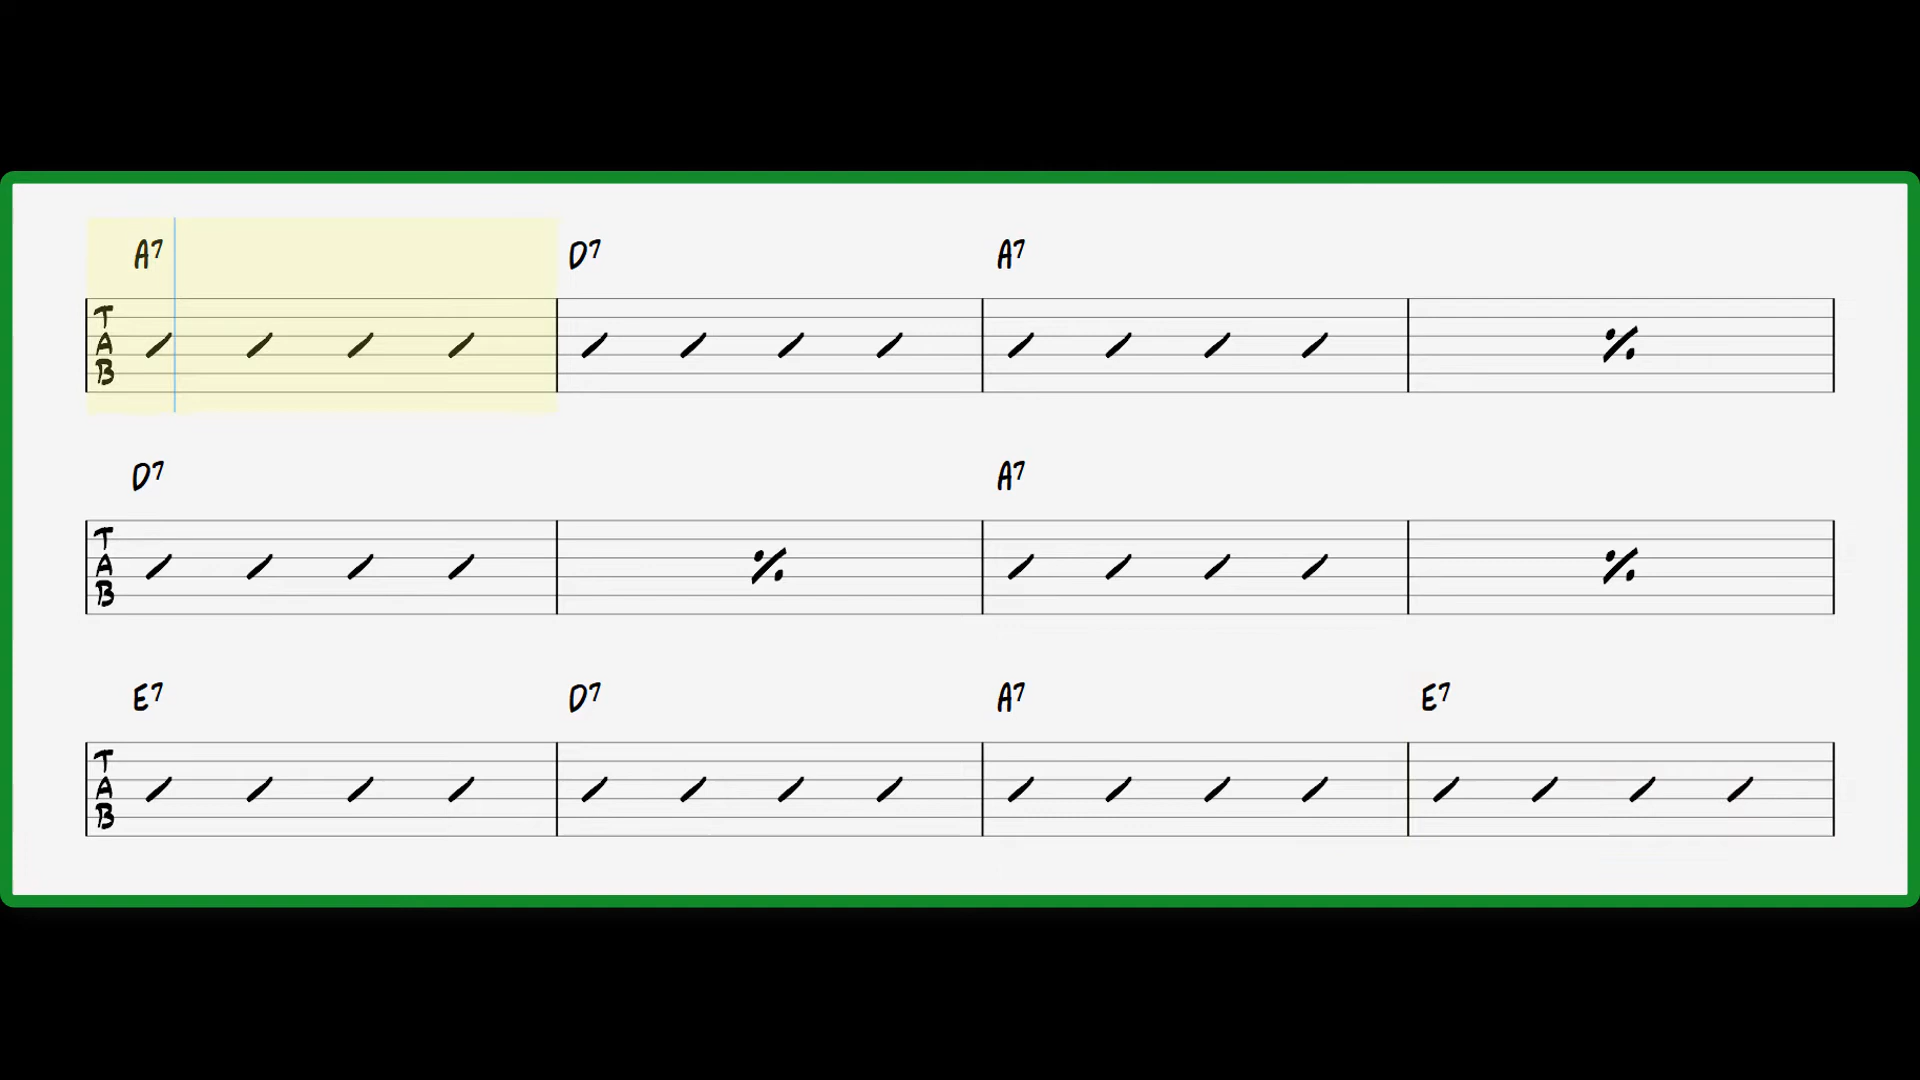 A7 D7 A7
TAB
D7 A7
TAB
E7 D7 A7 E7
TAB